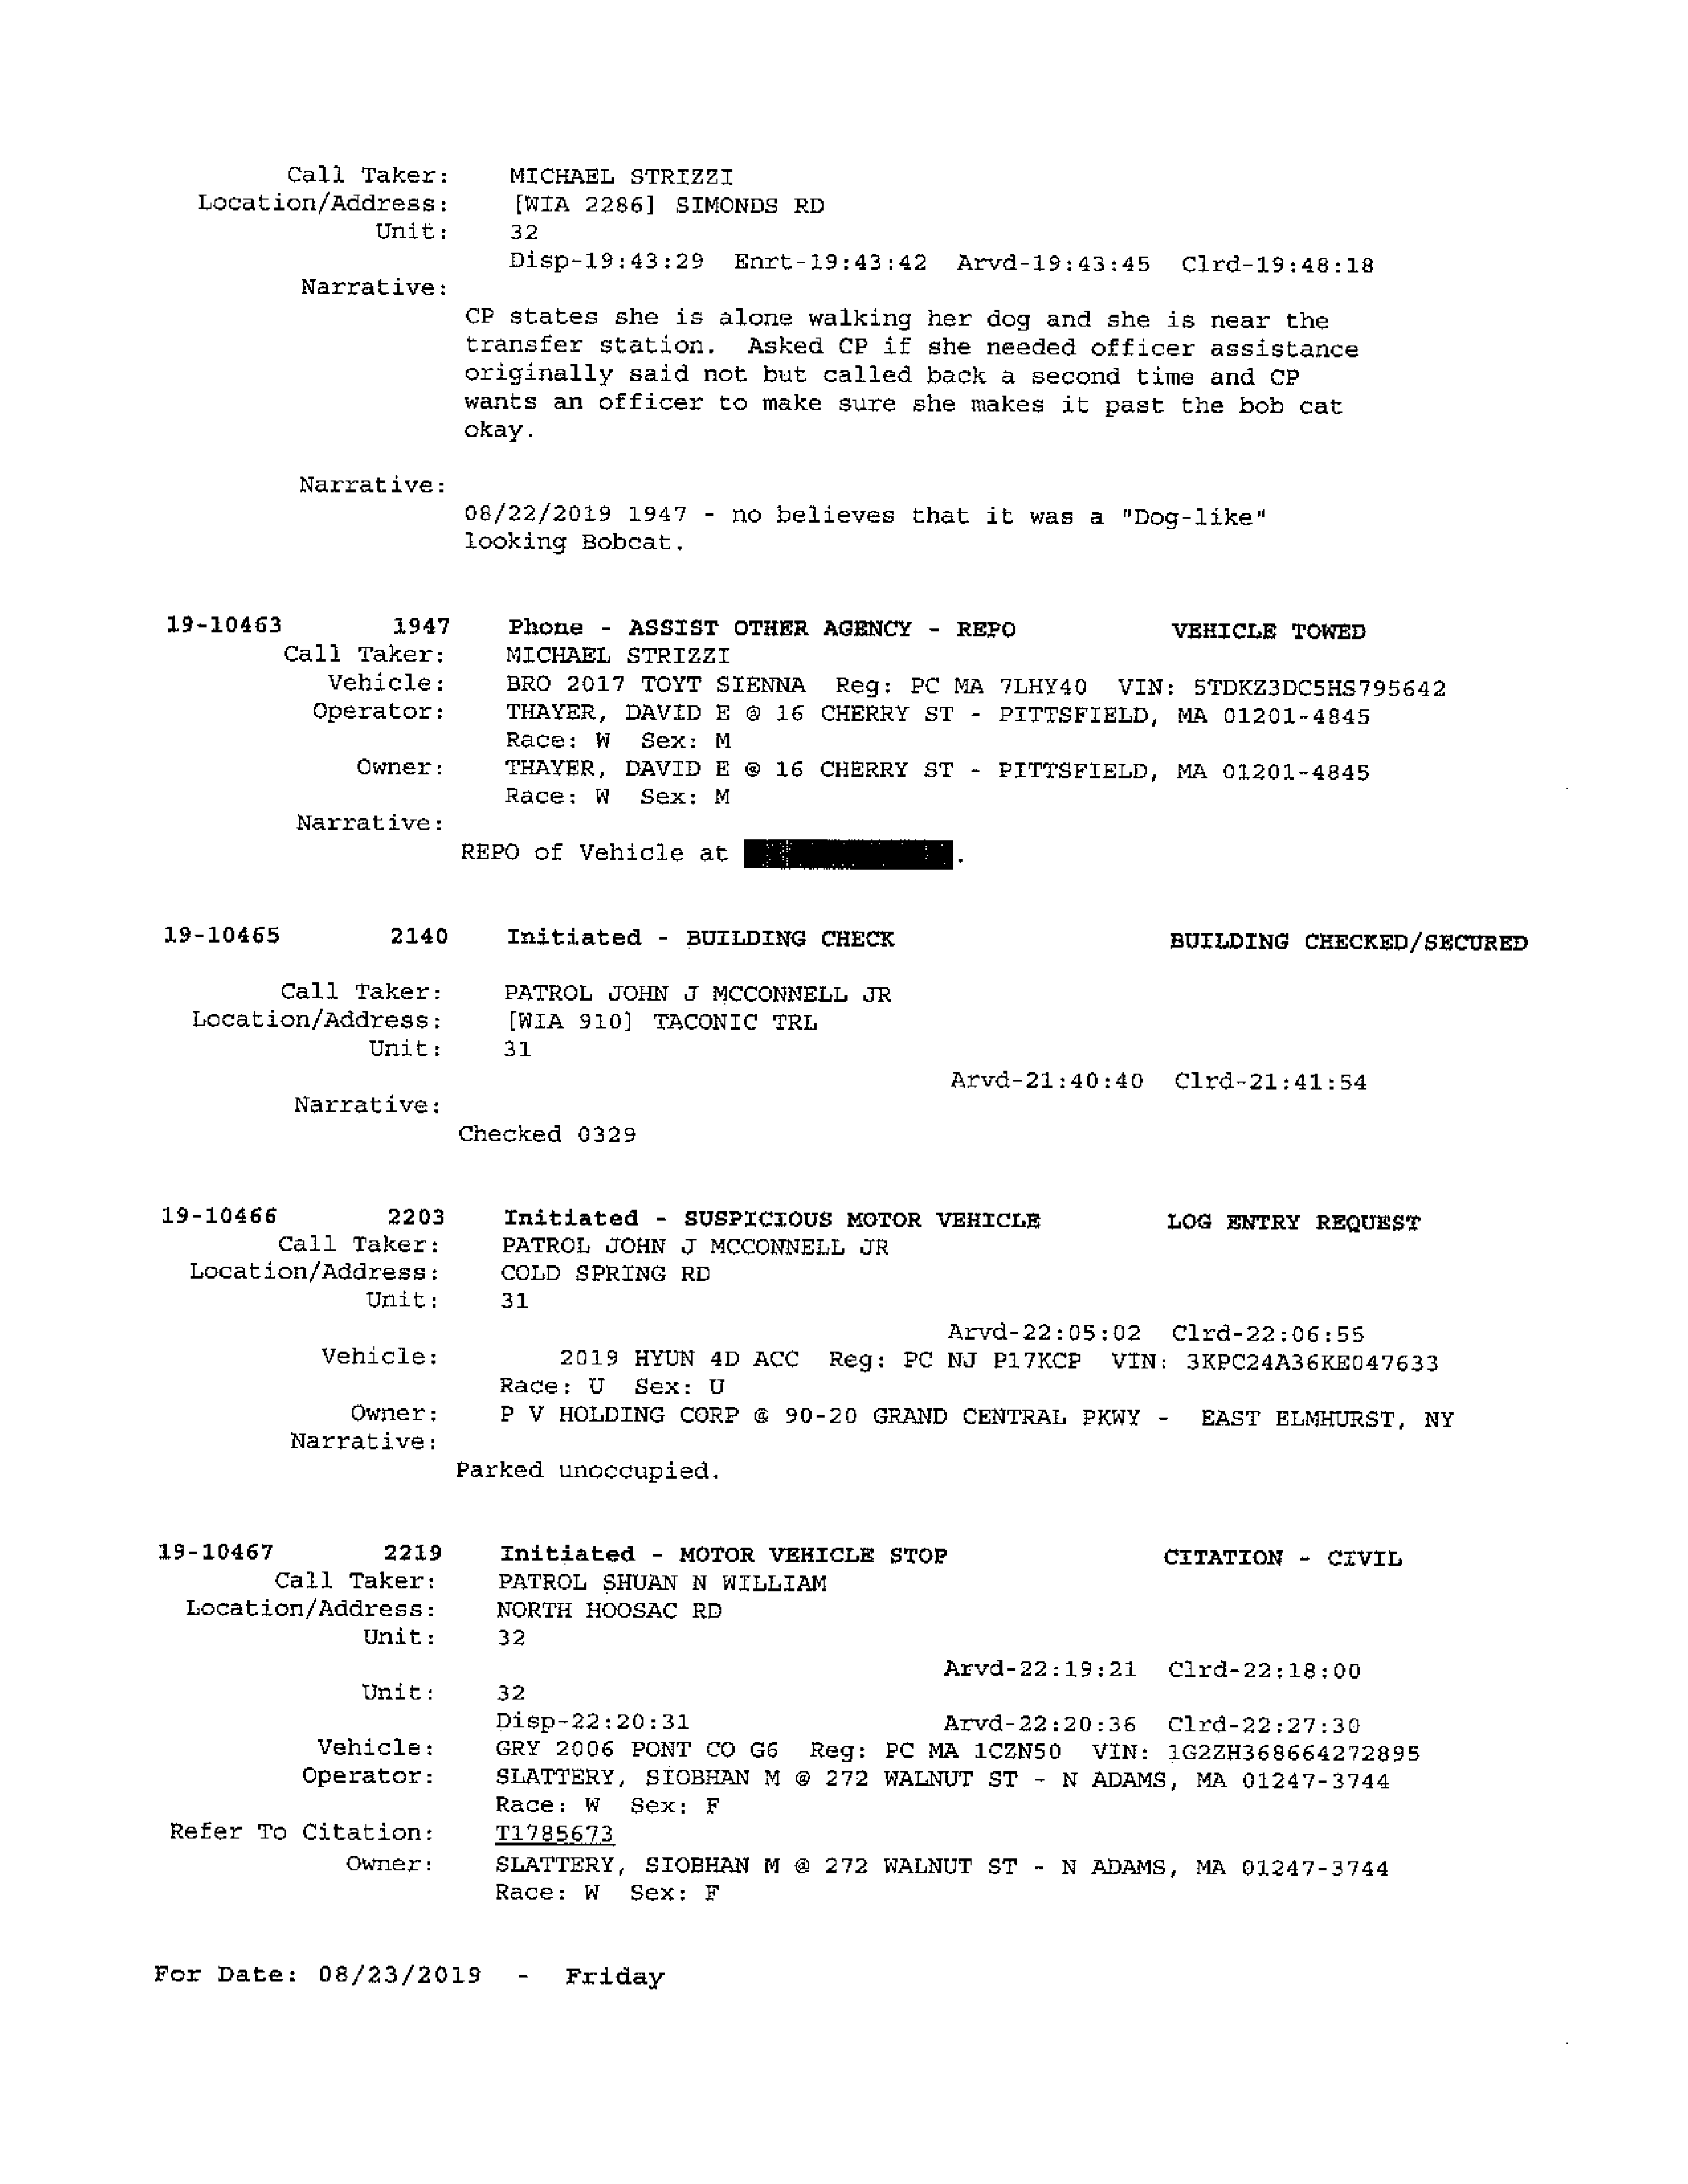 Call Taker: MICHAEL STRIZZI
Location/Address: [WIA 2286] SIMONDS RD
Unit: 32
Disp-19:43:29 Enrt-19:43:42 Arvd-19:43:45 Clrd-19:48:18
Narrative:
CP states she is alone walking her dog and she is near the
transfer station. Asked CP if she needed officer assistance
originally said not but called back a second time and CP
wants an officer to make sure she makes it past the bob cat
okay.
Narrative:
08/22/2019 1947 - no believes that it was a "Dog-like"
looking Bobcat.
19-10463 1947 Phone - ASSIST OTHER AGENCY - REPO VEHICLE TOWED
Call Taker: MICHAEL STRIZZI
Vehicle: BRO 2017 TOYT SIENNA Reg: PC MA 7LHY40 VIN: 5TDKZ3DC5HS795642
Operator: THAYER, DAVID E @ 16 CHERRY ST - PITTSFIELD, MA 01201-4845
Race: W Sex: M
Owner: THAYER, DAVID E @ 16 CHERRY ST - PITTSFIELD, MA 01201-4845
Race: W Sex: M
Narrative:
REPO of Vehicle at .
19-10465 2140 Initiated - BUILDING CHECK BUILDING CHECKED/SECURED
Call Taker: PATROL JOHN J MCCONNELL JR
Location/Address: [WIA 910] TACONIC TRL
Unit: 31
Arvd-21:40:40 Clrd-21:41:54
Narrative:
Checked 0329
19-10466 2203 Initiated - SUSPICIOUS MOTOR VEHICLE LOG ENTRY REQUEST
Call Taker: PATROL JOHN J MCCONNELL JR
Location/Address: COLD SPRING RD
Unit: 31
Arvd-22:05:02 Clrd-22:06:55
Vehicle: 2019 HYUN 4D ACC Reg: PC NJ P17KCP VIN: 3KPC24A36KE047633
Race: U Sex: U
Owner: P V HOLDING CORP @ 90-20 GRAND CENTRAL PKWY - EAST ELMHURST, NY
Narrative:
Parked unoccupied.
19-10467 2219 Initiated - MOTOR VEHICLE STOP CITATION - CIVIL
Call Taker: PATROL SHUAN N WILLIAM
Location/Address: NORTH HOOSAC RD
Unit: 32
Arvd-22:19:21 Clrd-22:18:00
Unit: 32
Disp-22:20:31 Arvd-22:20:36 Clrd-22:27:30
Vehicle: GRY 2006 PONT CO G6 Reg: PC MA 1CZN50 VIN: 1G2ZH368664272895
Operator: SLATTERY, SIOBHAN M @ 272 WALNUT ST - N ADAMS, MA 01247-3744
Race: W Sex: F
Refer To Citation: T1785673
Owner: SLATTERY, SIOBHAN M @ 272 WALNUT ST - N ADAMS, MA 01247-3744
Race: W Sex: F
For Date: 08/23/2019 - Friday